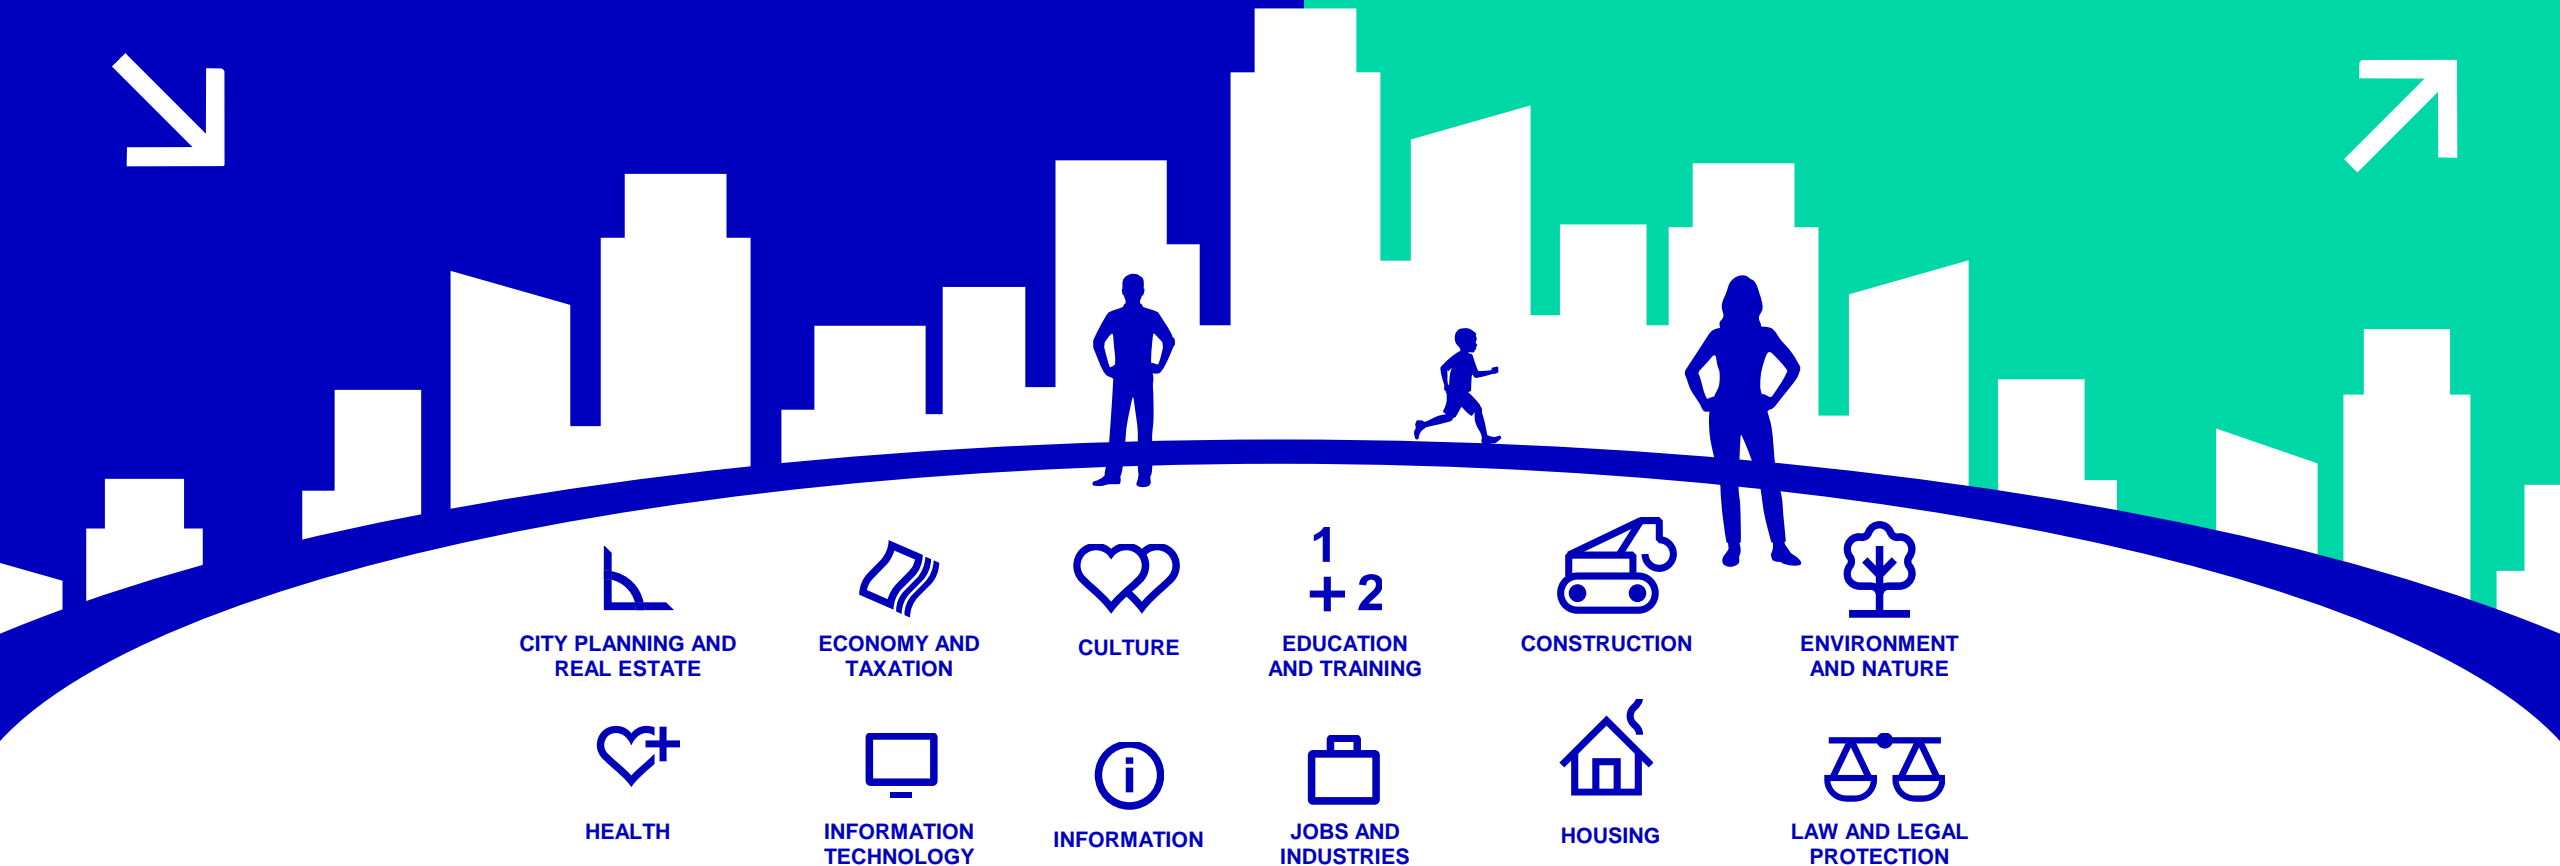 1
+ 2
CITY PLANNING AND
REAL ESTATE
ECONOMY AND
TAXATION
CULTURE
EDUCATION
AND TRAINING
CONSTRUCTION
ENVIRONMENT
AND NATURE
i
HEALTH
INFORMATION
TECHNOLOGY
INFORMATION
JOBS AND
INDUSTRIES
HOUSING
LAW AND LEGAL
PROTECTION